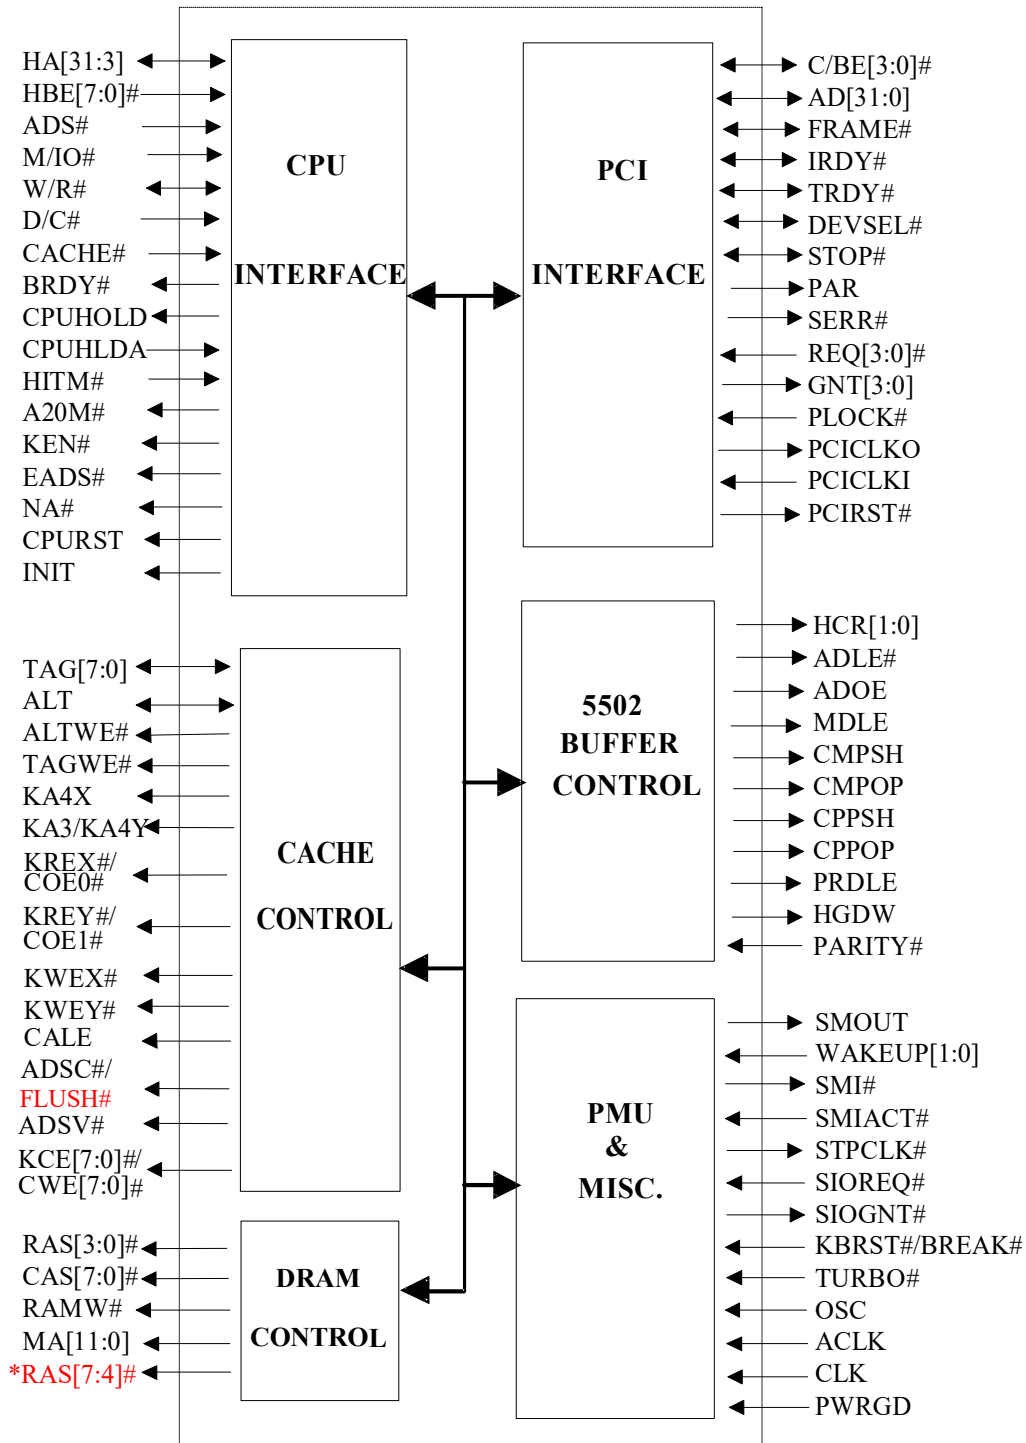 HA[31:3]
HBE[7:0]#
ADS#
M/IO#
W/R#
D/C#
CACHE#
BRDY#
CPUHOLD
CPUHLDA
HITM#
A20M#
KEN#
EADS#
NA#
CPURST
INIT
CPU
INTERFACE
PCI
INTERFACE
C/BE[3:0]#
AD[31:0]
FRAME#
IRDY#
TRDY#
DEVSEL#
STOP#
PAR
SERR#
REQ[3:0]#
GNT[3:0]
PLOCK#
PCICLKO
PCICLKI
PCIRST#
TAG[7:0]
ALT
ALTWE#
TAGWE#
KA4X
KA3/KA4Y
KREX#/
COE0#
KREY#/
COE1#
KWEX#
KWEY#
CALE
ADSC#/
FLUSH#
ADSV#
KCE[7:0]#/
CWE[7:0]#
CACHE
CONTROL
5502
BUFFER
CONTROL
HCR[1:0]
ADLE#
ADOE
MDLE
CMPSH
CMPOP
CPPSH
CPPOP
PRDLE
HGDW
PARITY#
RAS[3:0]#
CAS[7:0]#
RAMW#
MA[11:0]
*RAS[7:4]#
DRAM
CONTROL
PMU
&
MISC.
SMOUT
WAKEUP[1:0]
SMI#
SMIACT#
STPCLK#
SIOREQ#
SIOGNT#
KBRST#/BREAK#
TURBO#
OSC
ACLK
CLK
PWRGD